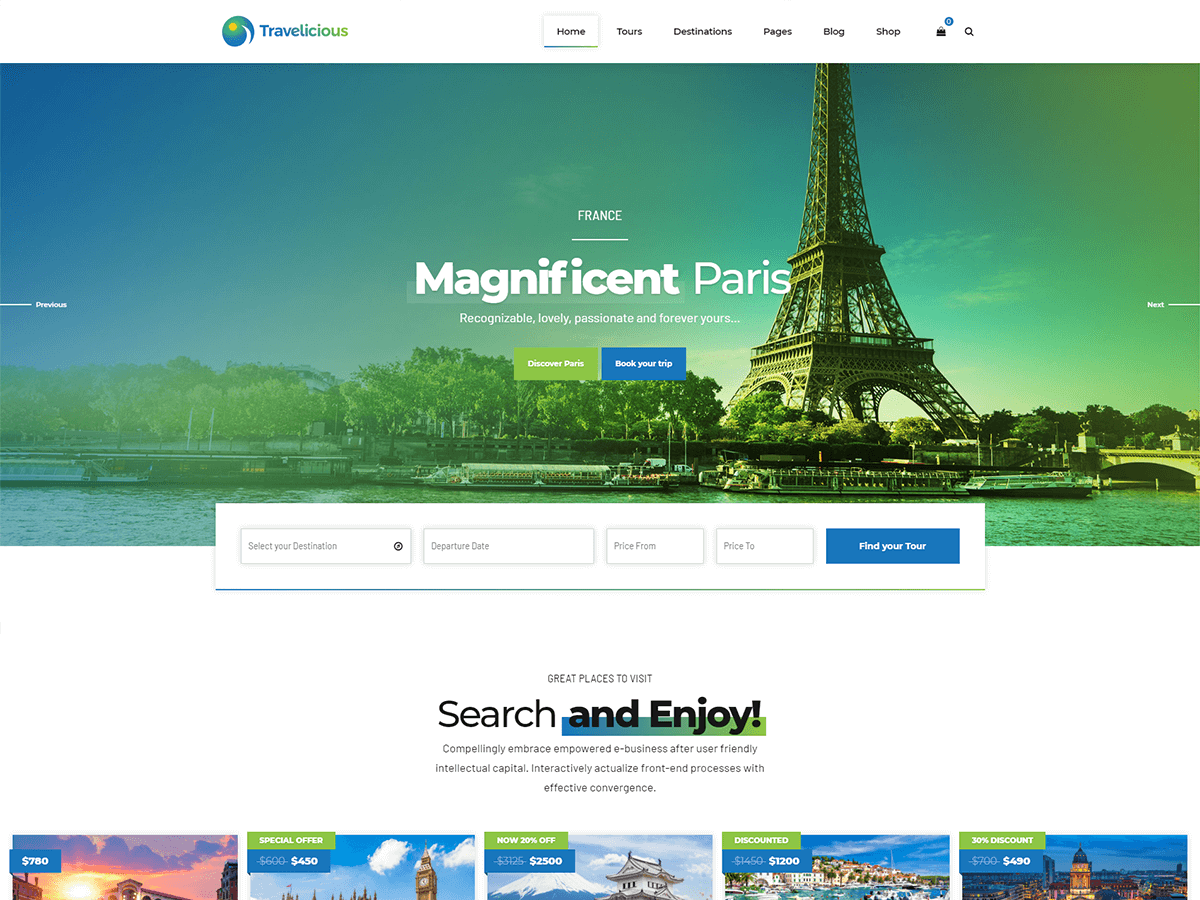 Travelicious
Home Tours Destinations Pages Blog Shop 0
FRANCE
Magnificent Paris
Recognizable, lovely, passionate and forever yours...
Previous
Next
Discover Paris Book your trip
Select your Destination Departure Date Price From Price To Find your Tour
GREAT PLACES TO VISIT
Search and Enjoy!
Compellingly embrace empowered e-business after user friendly
intellectual capital. Interactively actualize front-end processes with
effective convergence.
$780
SPECIAL OFFER
$600 $450
NOW 20% OFF
$3125 $2500
DISCOUNTED
$1450 $1200
30% DISCOUNT
$700 $490